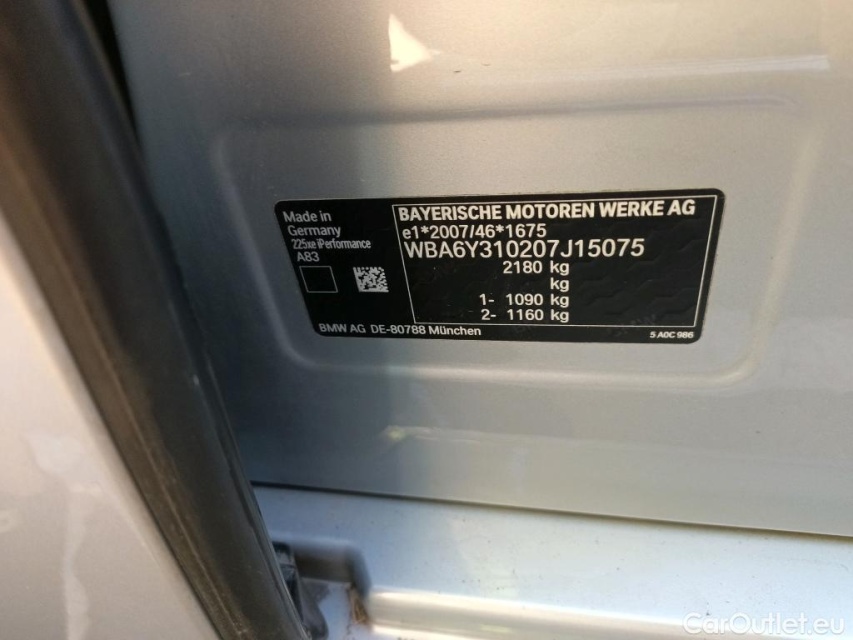 Made in
Germany
225xe iPerformance
A83
BAYERISCHE MOTOREN WERKE AG
e1*2007/46*1675
WBA6Y310207J15075
2180 kg
kg
1- 1090 kg
2- 1160 kg
BMW AG DE-80788 München
5 A0C 986
CarOutlet.eu